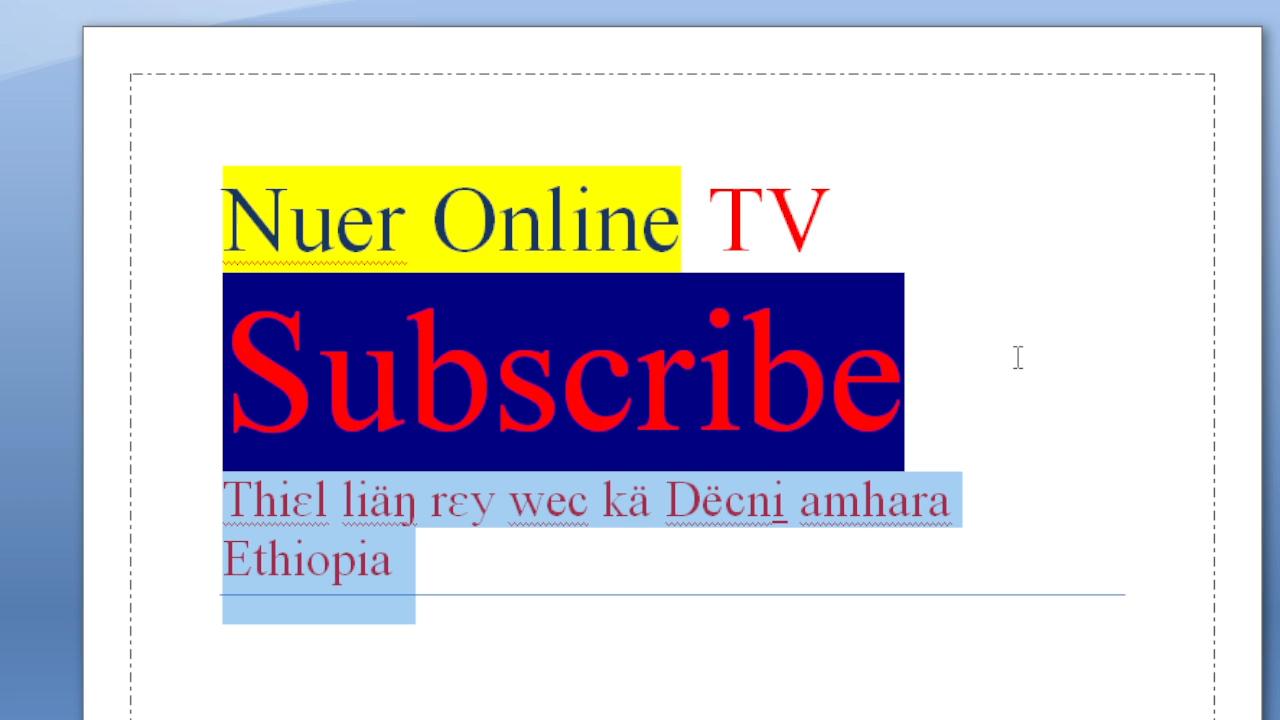 Nuer Online TV
Subscribe
Thiɛl liäŋ rɛy wec kä Dëcni̱ amhara
Ethiopia